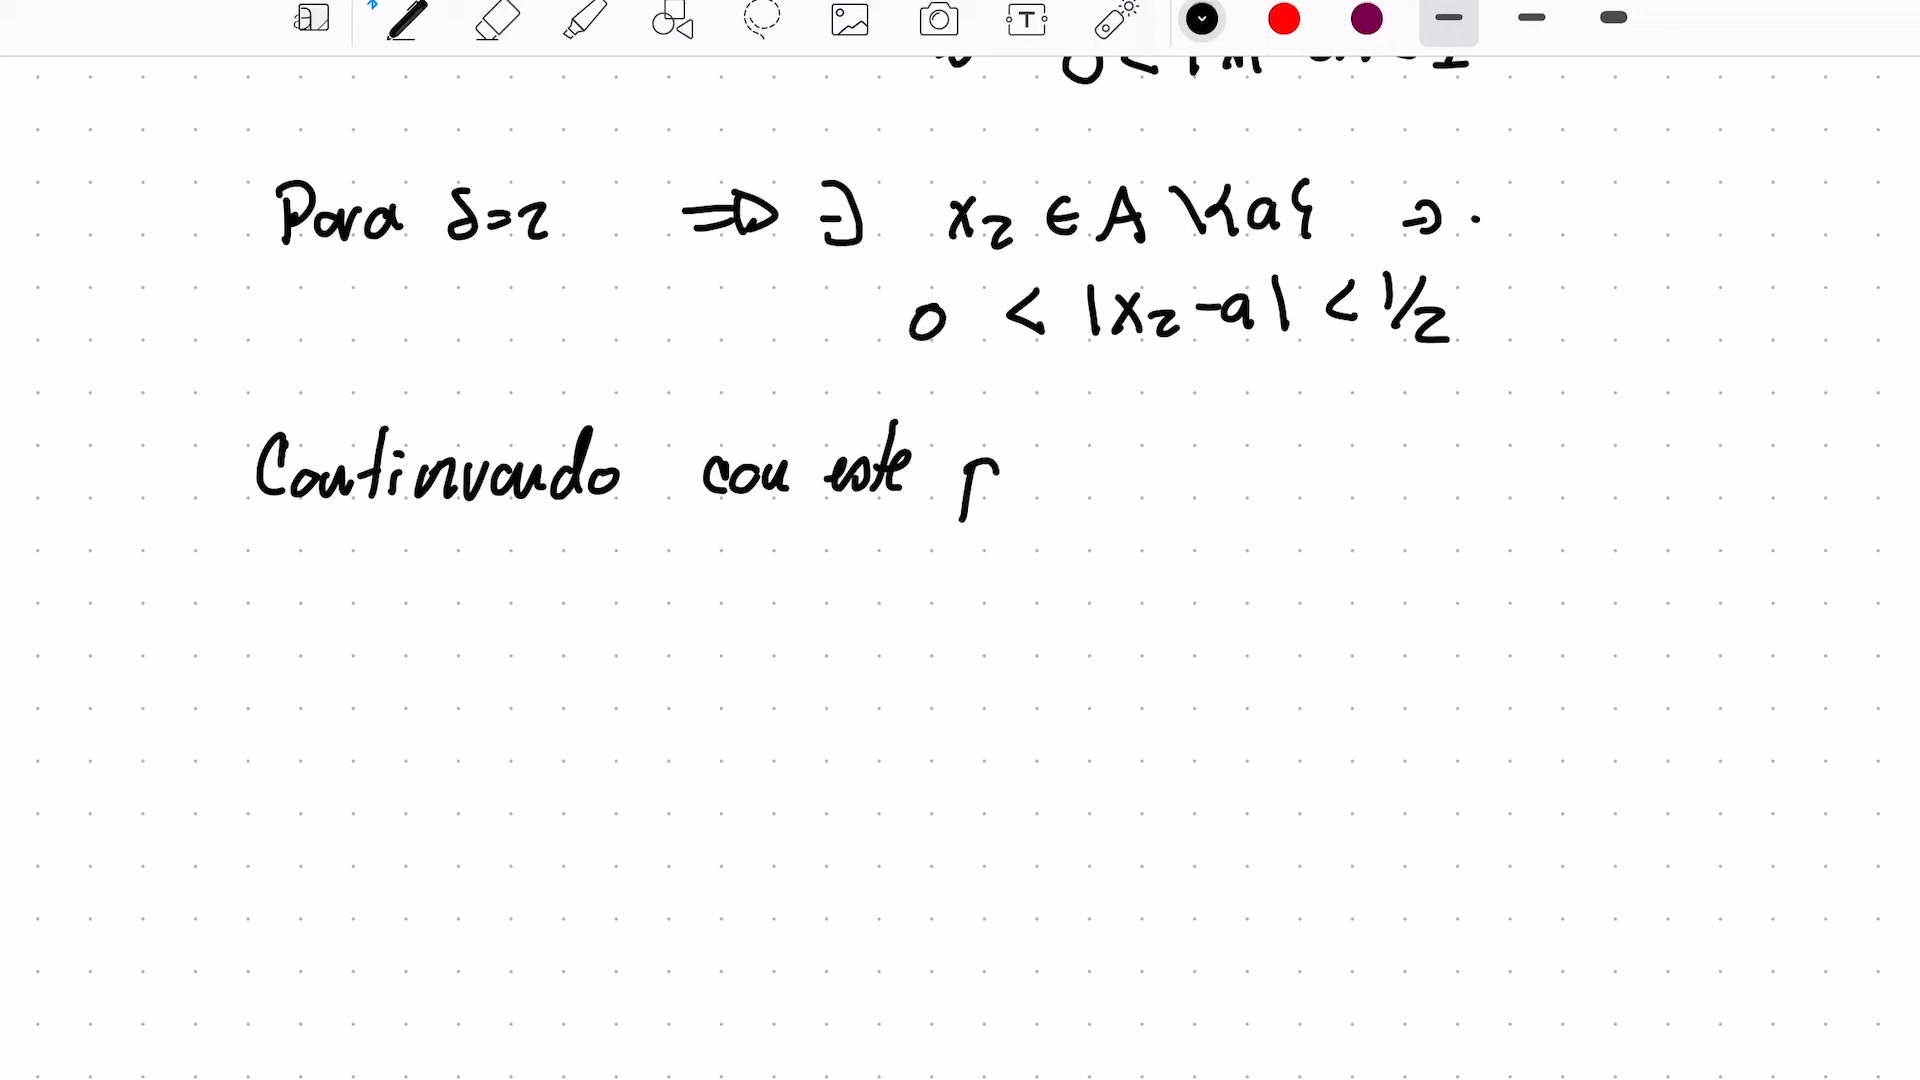 Para δ=2 ⇒ ∃ x₂ ∈ A \ {a} ∋.
0 < |x₂ - a| < 1/2
Continuando con este p